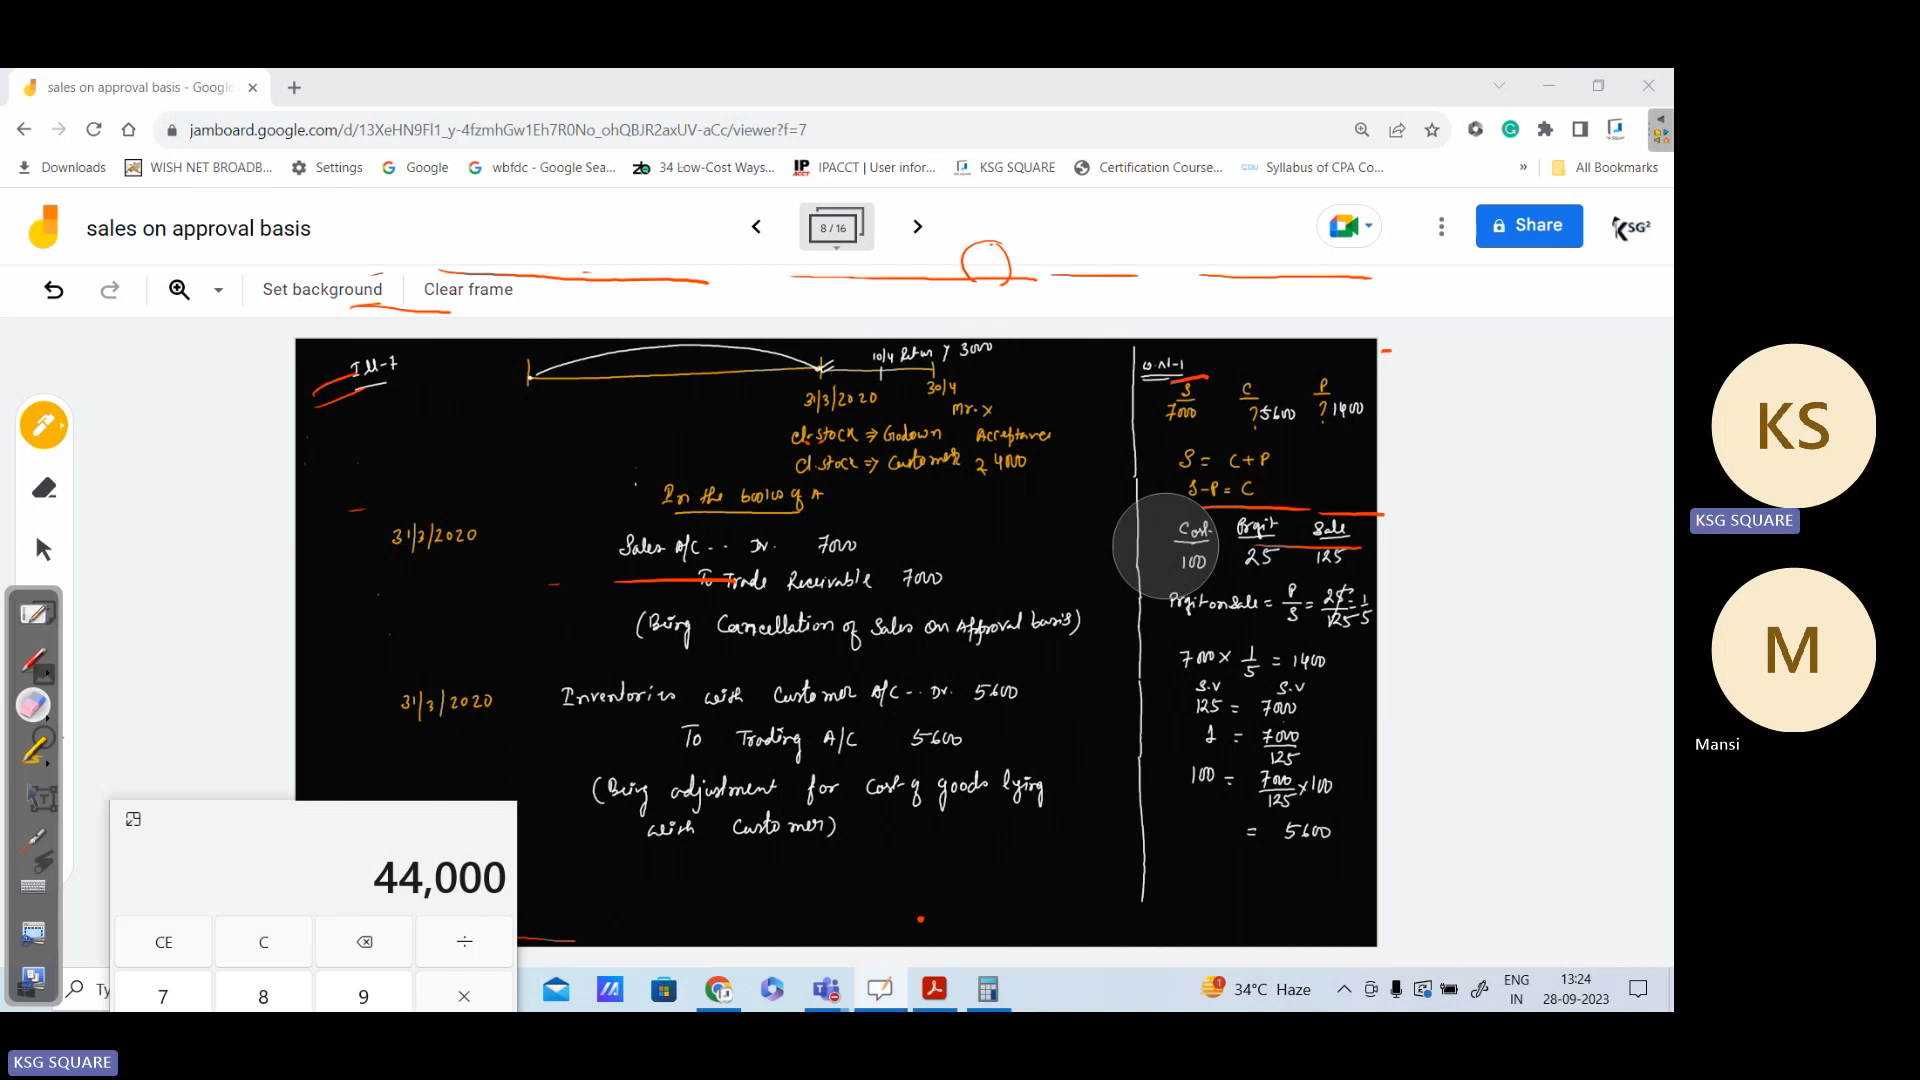 sales on approval basis - Google
jamboard.google.com/d/13XeHN9Fl1_y-4fzmhGw1Eh7R0No_ohQBJR2axUV-aCc/viewer?f=7
Downloads WISH NET BROADB... Settings Google wbfdc - Google Sea... 34 Low-Cost Ways... IPACCT | User infor... KSG SQUARE Certification Course... Syllabus of CPA Co... » All Bookmarks
sales on approval basis
8 / 16
Share
KSG²
Set background Clear frame
Ill-7
10/4 Return 3000
31/3/2020
30/4
Mr. X
Cl. stock ⇒ Godown Acceptance
Cl. stock ⇒ Customer 4000
In the books of A
31/3/2020
Sales A/C -- Dr. 7000
To Trade Receivable 7000
(Being Cancellation of Sales on Approval basis)
31/3/2020
Inventories with Customer A/C -- Dr. 5600
To Trading A/C 5600
(Being adjustment for Cost of goods lying
with Customer)
W.N-1
S C P
7000 ? 5600 ? 1400
S = C + P
S - P = C
Cost Profit Sale
100 25 125
Profit on Sale = P/S = 25/125 = 1/5
7000 × 1/5 = 1400
S.V S.V
125 = 7000
1 = 7000/125
100 = 7000/125 × 100
= 5600
44,000
CE C ÷
7 8 9 ×
Ty
34°C Haze
ENG
IN
13:24
28-09-2023
KS
KSG SQUARE
M
Mansi
KSG SQUARE